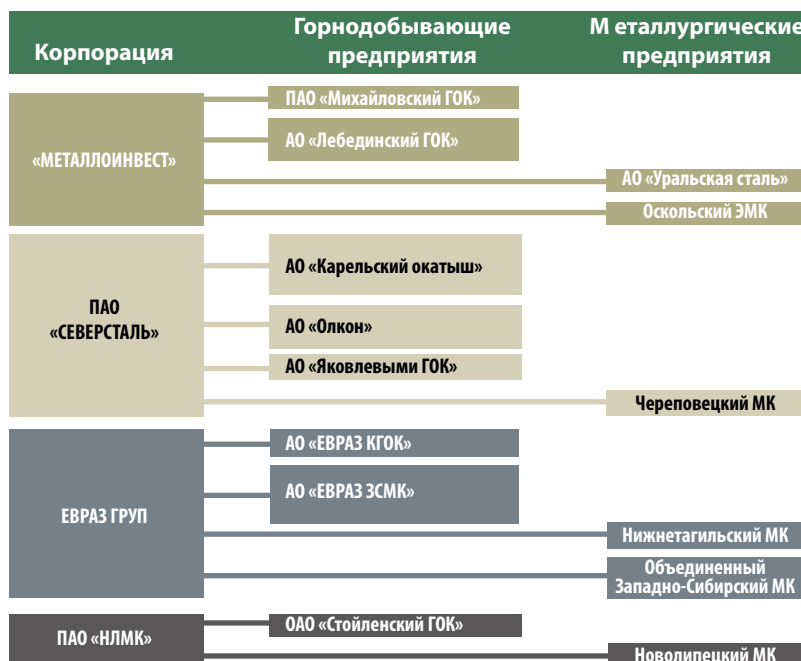 Корпорация
Горнодобывающие
предприятия
М еталлургические
предприятия
«МЕТАЛЛОИНВЕСТ»
ПАО «Михайловский ГОК»
АО «Лебединский ГОК»
АО «Уральская сталь»
Оскольский ЭМК
ПАО
«СЕВЕРСТАЛЬ»
АО «Карельский окатыш»
АО «Олкон»
АО «Яковлевыми ГОК»
Череповецкий МК
ЕВРАЗ ГРУП
АО «ЕВРАЗ КГОК»
АО «ЕВРАЗ ЗСМК»
Нижнетагильский МК
Объединенный
Западно-Сибирский МК
ПАО «НЛМК»
ОАО «Стойленский ГОК»
Новолипецкий МК